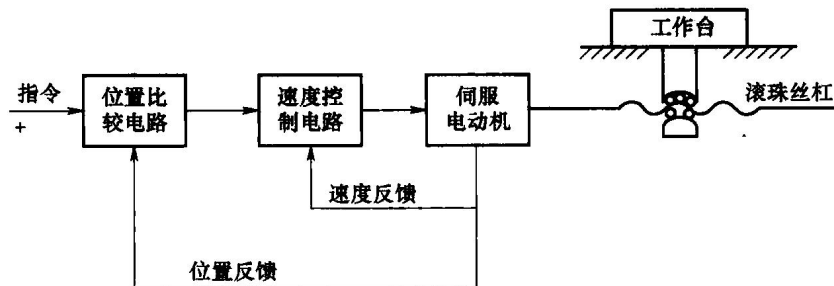 工作台
指令
+
位置比
较电路
速度控
制电路
伺服
电动机
滚珠丝杠
速度反馈
位置反馈